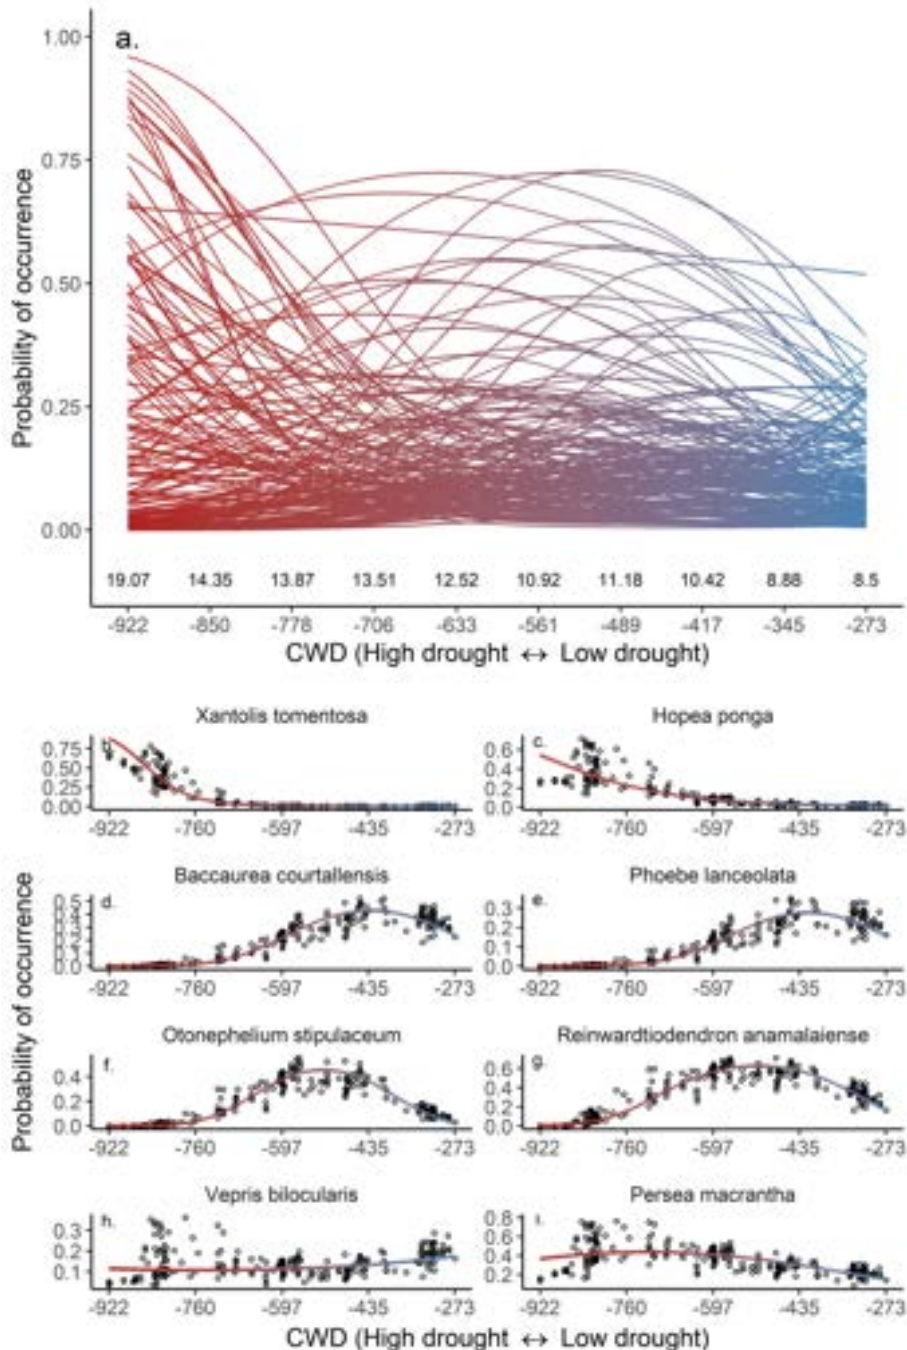 a.
1.00
0.75
0.50
0.25
0.00
Probability of occurrence
19.07 14.35 13.87 13.51 12.52 10.92 11.18 10.42 8.88 8.5
-922 -850 -778 -706 -633 -561 -489 -417 -345 -273
CWD (High drought ↔ Low drought)
Probability of occurrence
Xantolis tomentosa
0.75
0.50
0.25
0.00
-922 -760 -597 -435 -273
Hopea ponga
c.
0.6
0.4
0.2
0.0
-922 -760 -597 -435 -273
Baccaurea courtallensis
d.
0.5
0.4
0.3
0.2
0.1
0.0
-922 -760 -597 -435 -273
Phoebe lanceolata
e.
0.3
0.2
0.1
0.0
-922 -760 -597 -435 -273
Otonephelium stipulaceum
f.
0.4
0.2
0.0
-922 -760 -597 -435 -273
Reinwardtiodendron anamalaiense
g.
0.6
0.4
0.2
0.0
-922 -760 -597 -435 -273
Vepris bilocularis
h.
0.3
0.2
0.1
-922 -760 -597 -435 -273
Persea macrantha
i.
0.8
0.6
0.4
0.2
-922 -760 -597 -435 -273
CWD (High drought ↔ Low drought)